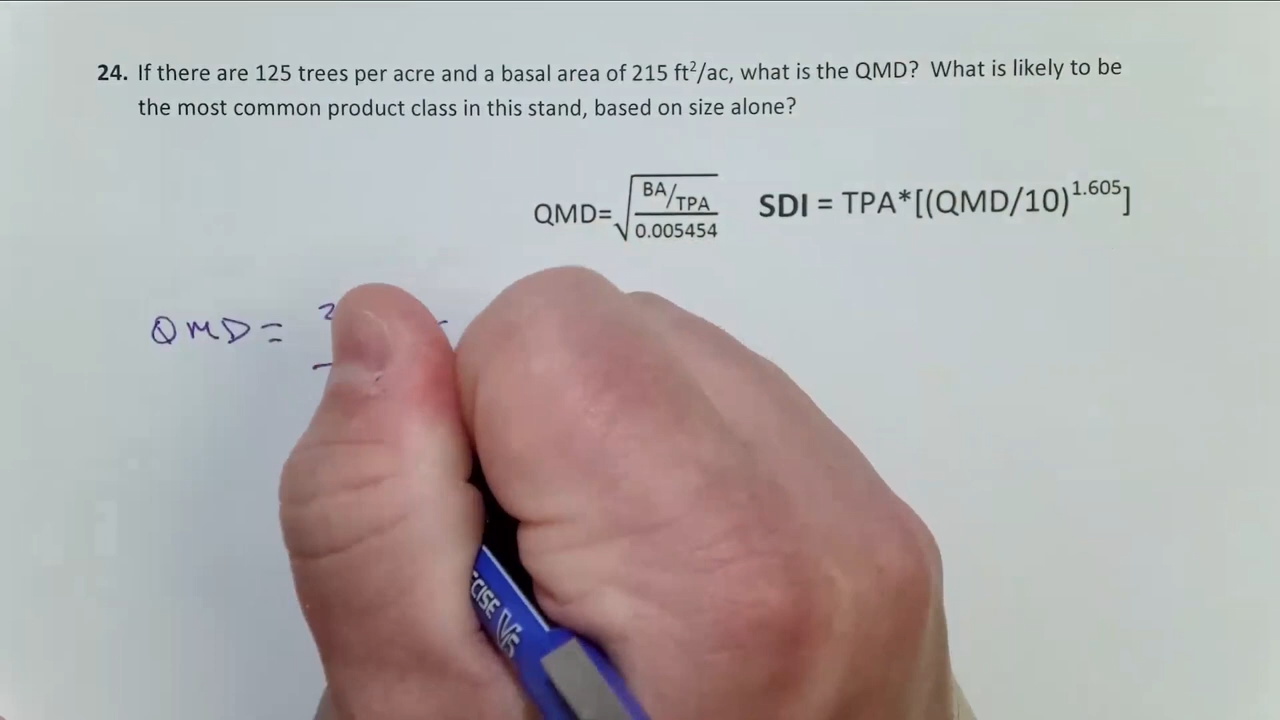 24. If there are 125 trees per acre and a basal area of 215 ft²/ac, what is the QMD? What is likely to be
the most common product class in this stand, based on size alone?
QMD=√((BA/TPA)/0.005454) SDI = TPA*[(QMD/10)^1.605]
QMD =
CISE V5